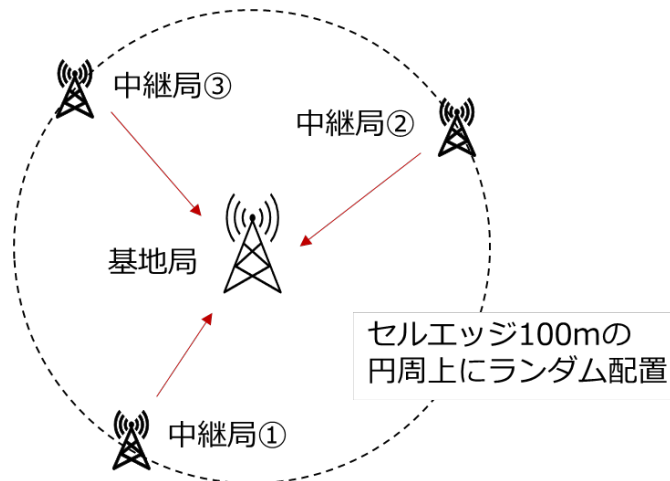 中継局③
中継局②
基地局
セルエッジ100mの
円周上にランダム配置
中継局①